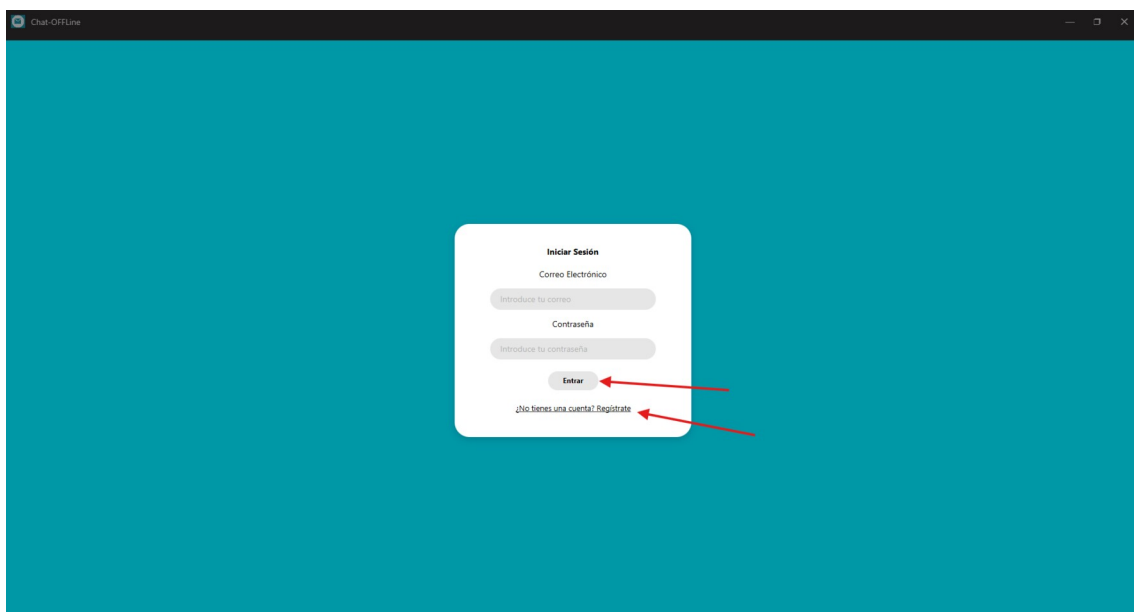 Chat-OFFLine
Iniciar Sesión
Correo Electrónico
Introduce tu correo
Contraseña
Introduce tu contraseña
Entrar
¿No tienes una cuenta? Regístrate